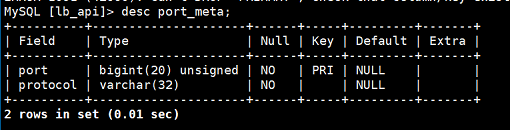 MySQL [lb_api]> desc port_meta;
+----------+---------------------+------+-----+---------+-------+
| Field    | Type                | Null | Key | Default | Extra |
+----------+---------------------+------+-----+---------+-------+
| port     | bigint(20) unsigned | NO   | PRI | NULL    |       |
| protocol | varchar(32)         | NO   |     | NULL    |       |
+----------+---------------------+------+-----+---------+-------+
2 rows in set (0.01 sec)